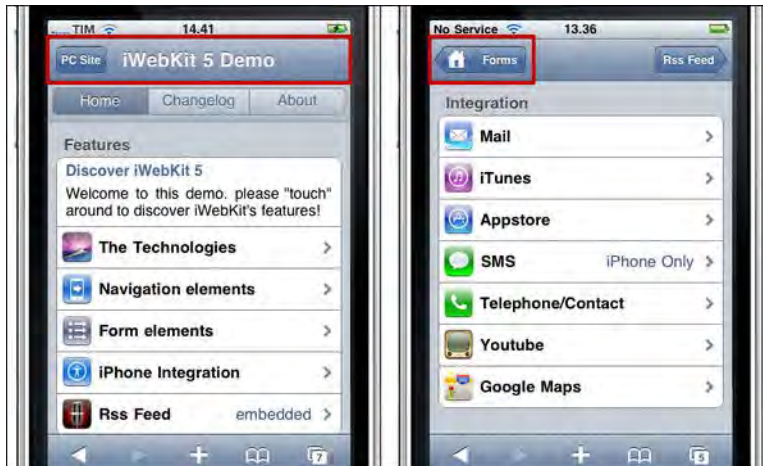 TIM 14.41
PC Site iWebKit 5 Demo
Home Changelog About
Features
Discover iWebKit 5
Welcome to this demo. please "touch"
around to discover iWebKit's features!
The Technologies
Navigation elements
Form elements
iPhone Integration
Rss Feed embedded
7
No Service 13.36
Forms Rss Feed
Integration
Mail
iTunes
Appstore
SMS iPhone Only
Telephone/Contact
Youtube
Google Maps
5